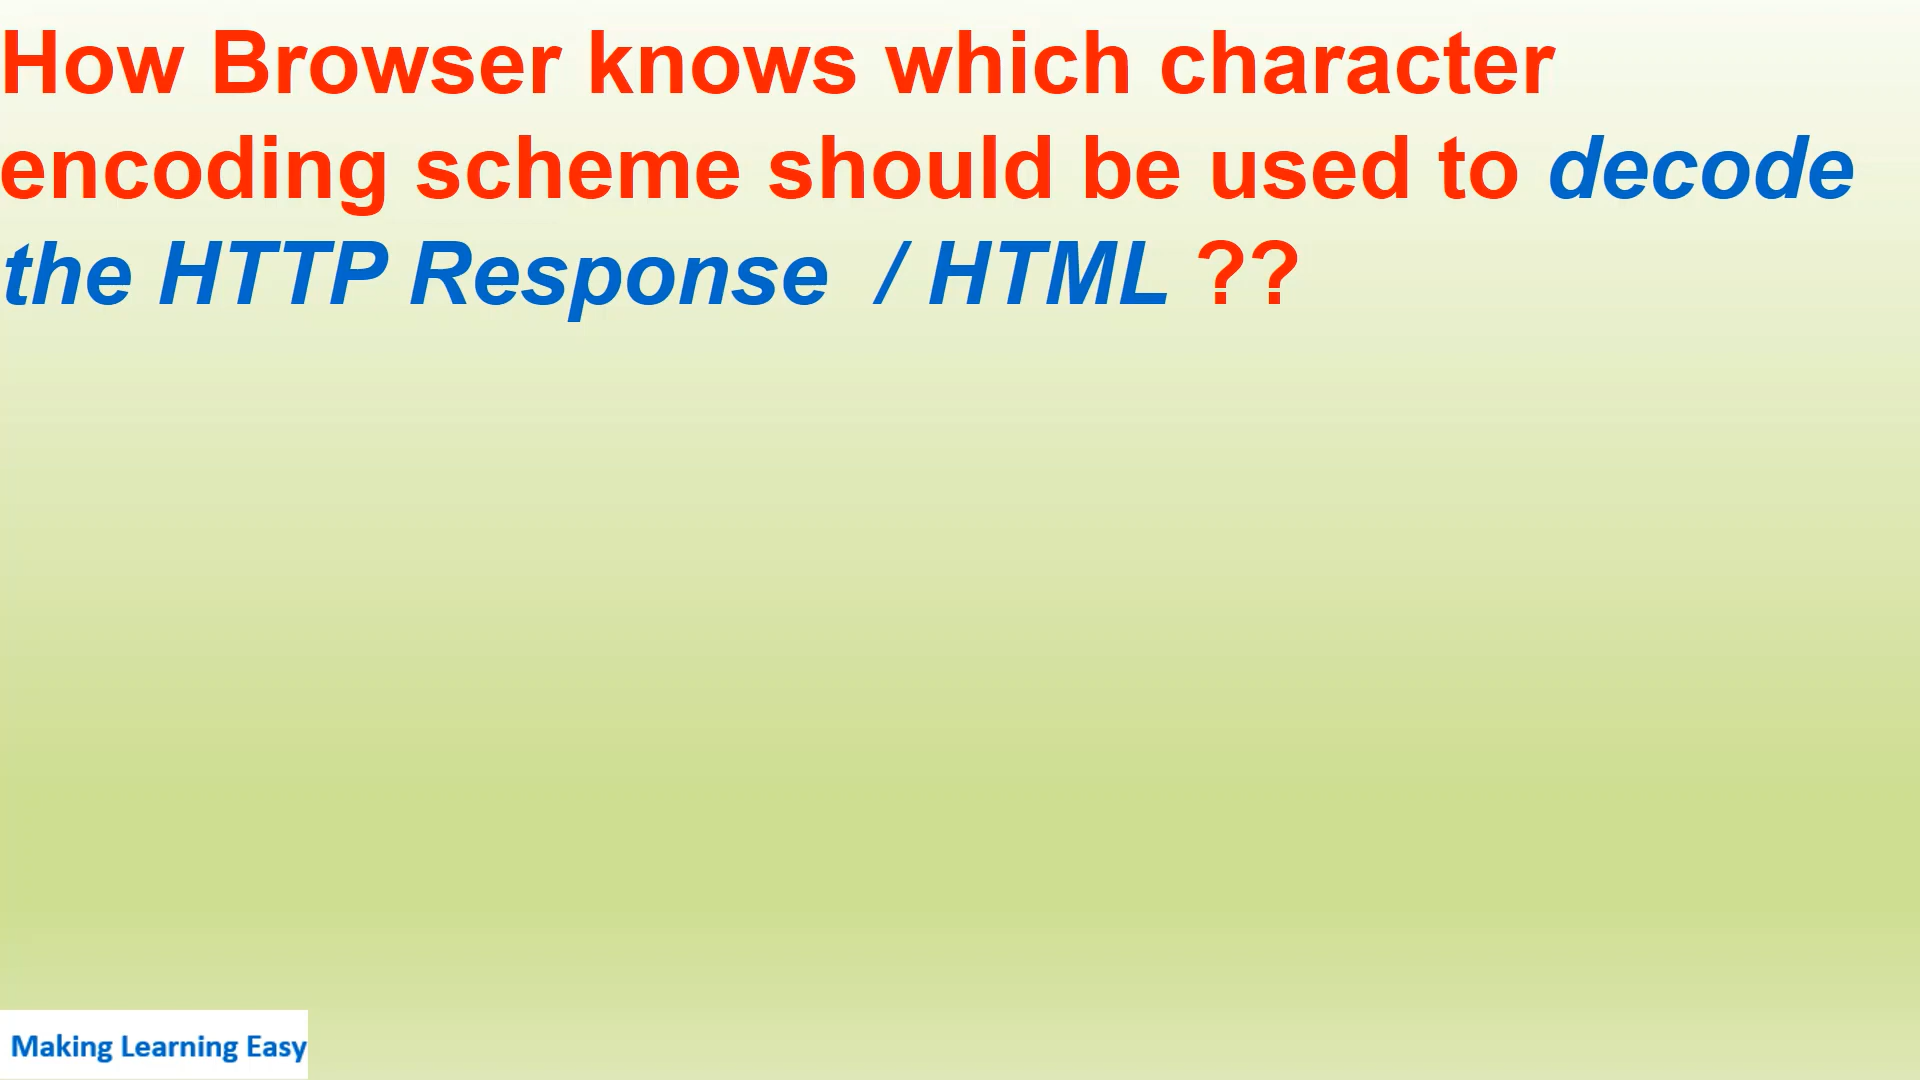 How Browser knows which character
encoding scheme should be used to decode
the HTTP Response / HTML ??
Making Learning Easy